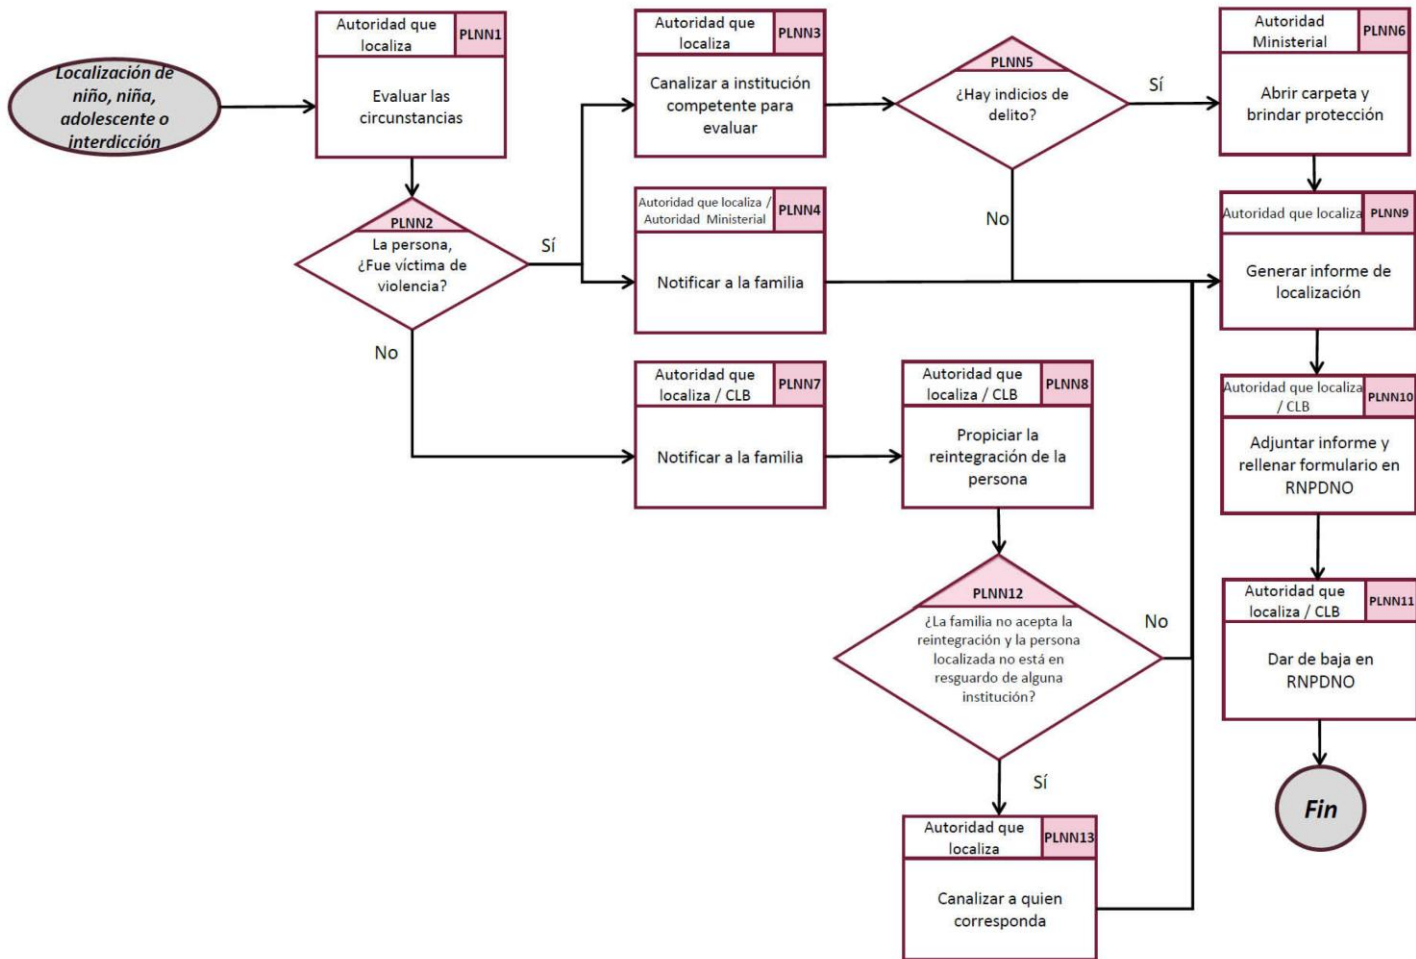 Localización de
niño, niña,
adolescente o
interdicción
Autoridad que
localiza
PLNN1
Evaluar las
circunstancias
PLNN2
La persona,
¿Fue víctima de
violencia?
Sí
No
Autoridad que
localiza
PLNN3
Canalizar a institución
competente para
evaluar
Autoridad que localiza /
Autoridad Ministerial
PLNN4
Notificar a la familia
PLNN5
¿Hay indicios de
delito?
Sí
No
Autoridad
Ministerial
PLNN6
Abrir carpeta y
brindar protección
Autoridad que
localiza / CLB
PLNN7
Notificar a la familia
Autoridad que
localiza / CLB
PLNN8
Propiciar la
reintegración de la
persona
PLNN12
¿La familia no acepta la
reintegración y la persona
localizada no está en
resguardo de alguna
institución?
No
Sí
Autoridad que
localiza
PLNN13
Canalizar a quien
corresponda
Autoridad que localiza
PLNN9
Generar informe de
localización
Autoridad que localiza
/ CLB
PLNN10
Adjuntar informe y
rellenar formulario en
RNPDNO
Autoridad que
localiza / CLB
PLNN11
Dar de baja en
RNPDNO
Fin